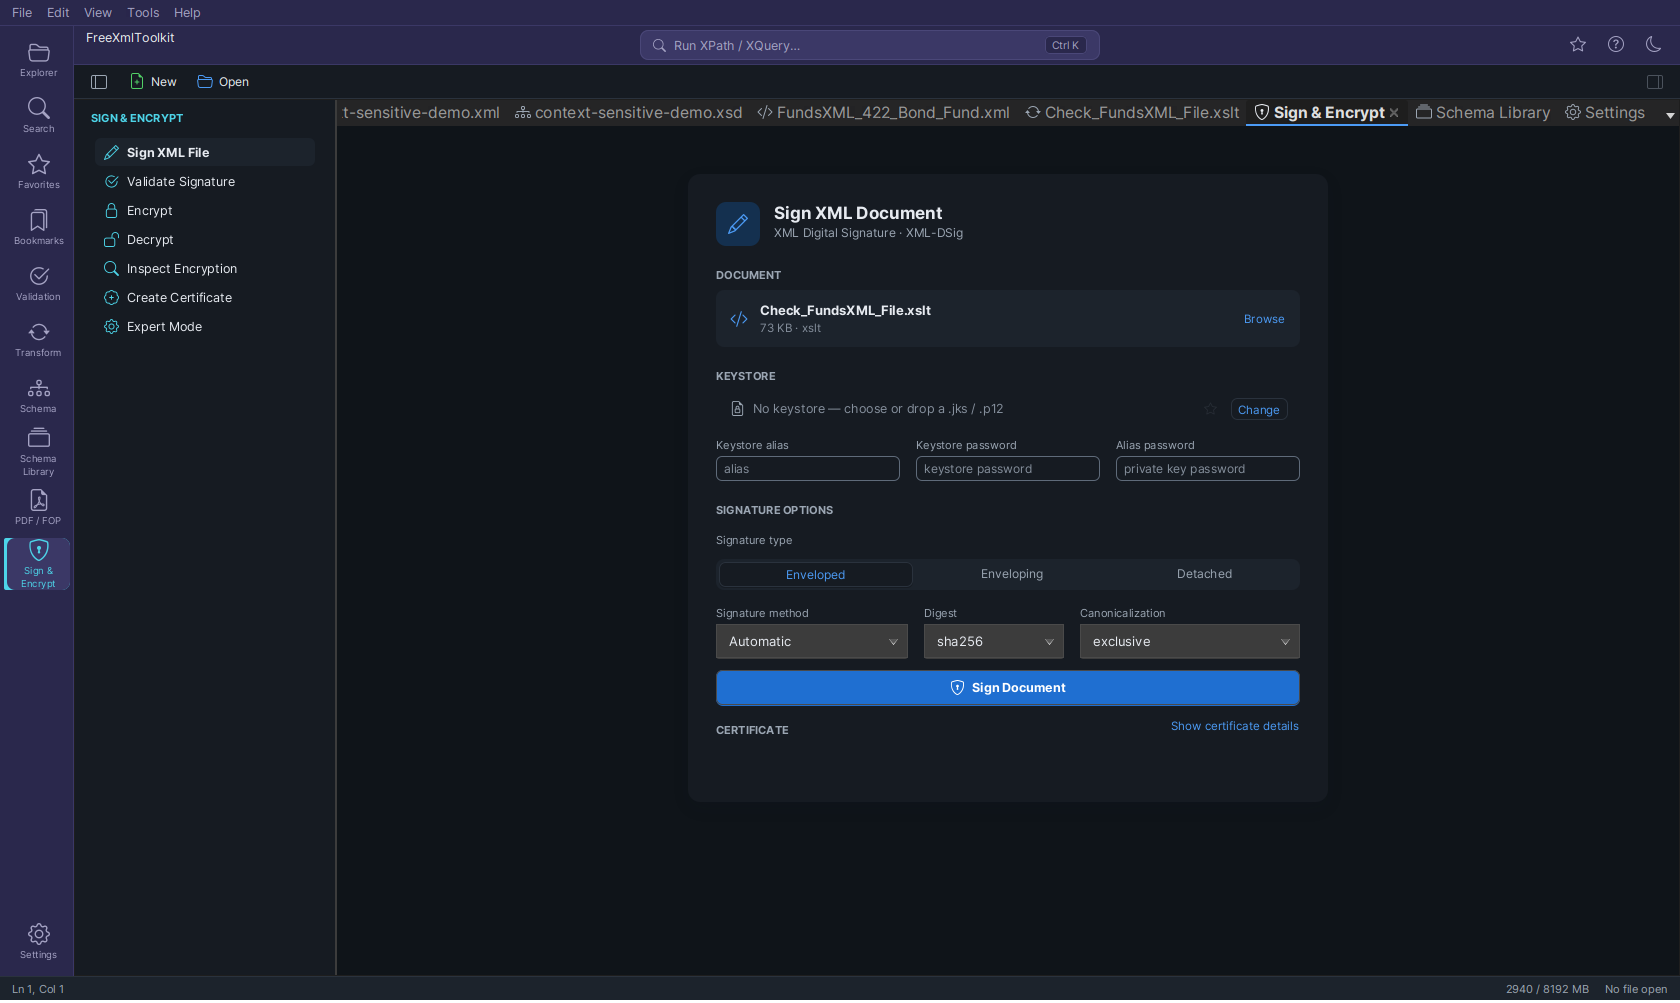 File Edit View Tools Help
FreeXmlToolkit
Run XPath / XQuery... Ctrl K
New Open
Explorer
Search
Favorites
Bookmarks
Validation
Transform
Schema
Schema
Library
PDF / FOP
Sign &
Encrypt
Settings
SIGN & ENCRYPT
Sign XML File
Validate Signature
Encrypt
Decrypt
Inspect Encryption
Create Certificate
Expert Mode
t-sensitive-demo.xml context-sensitive-demo.xsd FundsXML_422_Bond_Fund.xml Check_FundsXML_File.xslt Sign & Encrypt Schema Library Settings
Sign XML Document
XML Digital Signature · XML-DSig
DOCUMENT
Check_FundsXML_File.xslt
73 KB · xslt
Browse
KEYSTORE
No keystore — choose or drop a .jks / .p12
Change
Keystore alias Keystore password Alias password
alias keystore password private key password
SIGNATURE OPTIONS
Signature type
Enveloped Enveloping Detached
Signature method Digest Canonicalization
Automatic sha256 exclusive
Sign Document
CERTIFICATE Show certificate details
Ln 1, Col 1 2940 / 8192 MB No file open